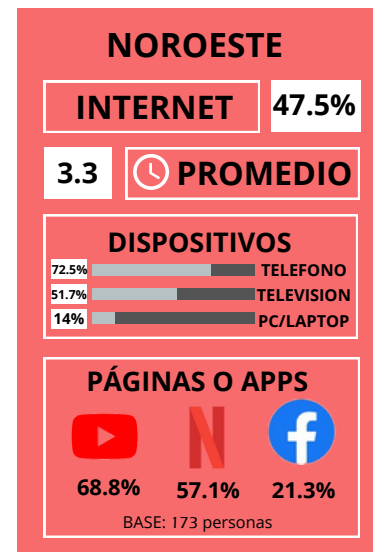 NOROESTE
INTERNET 47.5%
3.3 PROMEDIO
DISPOSITIVOS
72.5% TELEFONO
51.7% TELEVISION
14% PC/LAPTOP
PÁGINAS O APPS
68.8% 57.1% 21.3%
BASE: 173 personas